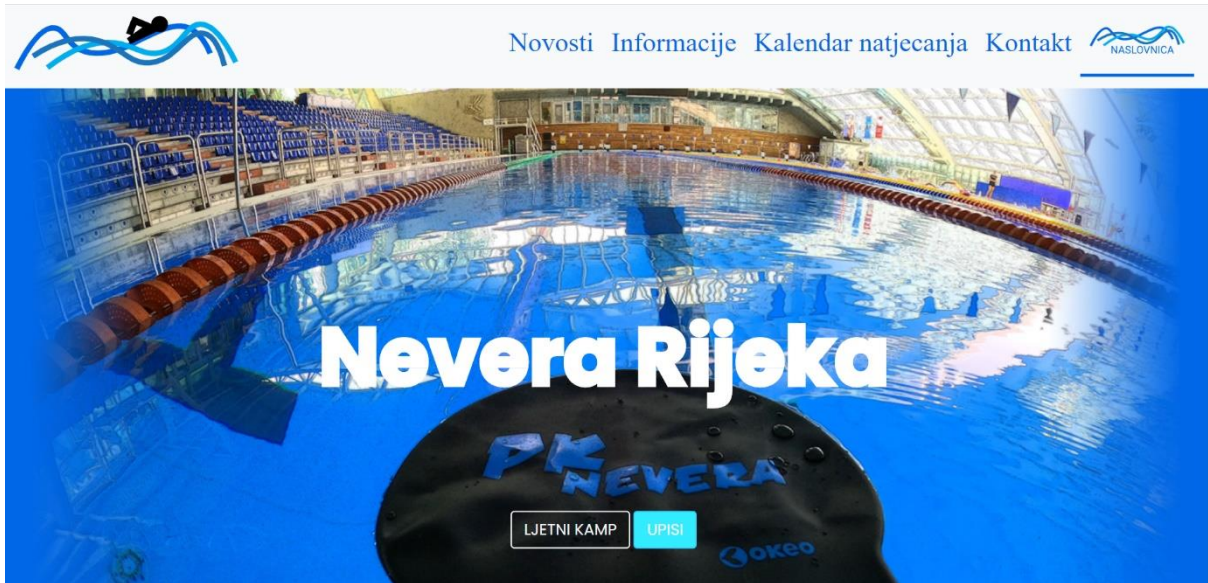 Novosti Informacije Kalendar natjecanja Kontakt NASLOVNICA
Nevera Rijeka
PK
NEVERA
LJETNI KAMP UPISI
OKEO